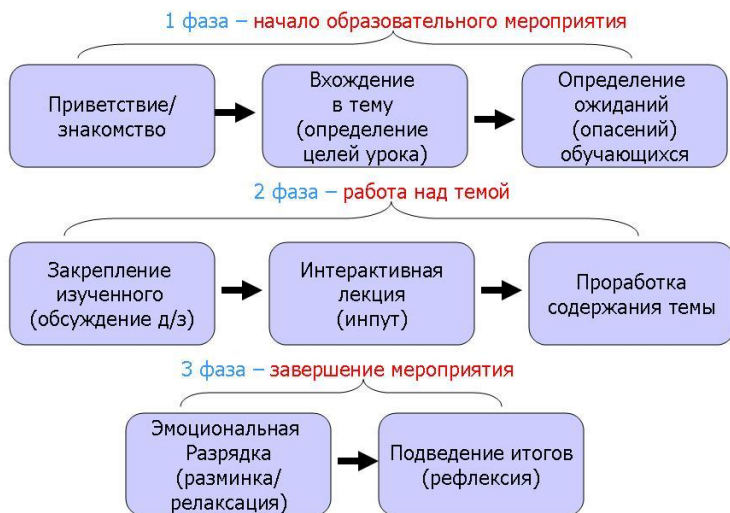 1 фаза – начало образовательного мероприятия
Приветствие/
знакомство
Вхождение
в тему
(определение
целей урока)
Определение
ожиданий
(опасений)
обучающихся
2 фаза – работа над темой
Закрепление
изученного
(обсуждение д/з)
Интерактивная
лекция
(инпут)
Проработка
содержания темы
3 фаза – завершение мероприятия
Эмоциональная
Разрядка
(разминка/
релаксация)
Подведение итогов
(рефлексия)